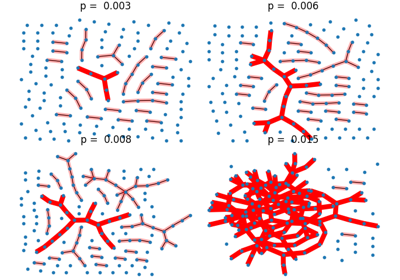 p = 0.003
p = 0.006
p = 0.008
p = 0.015